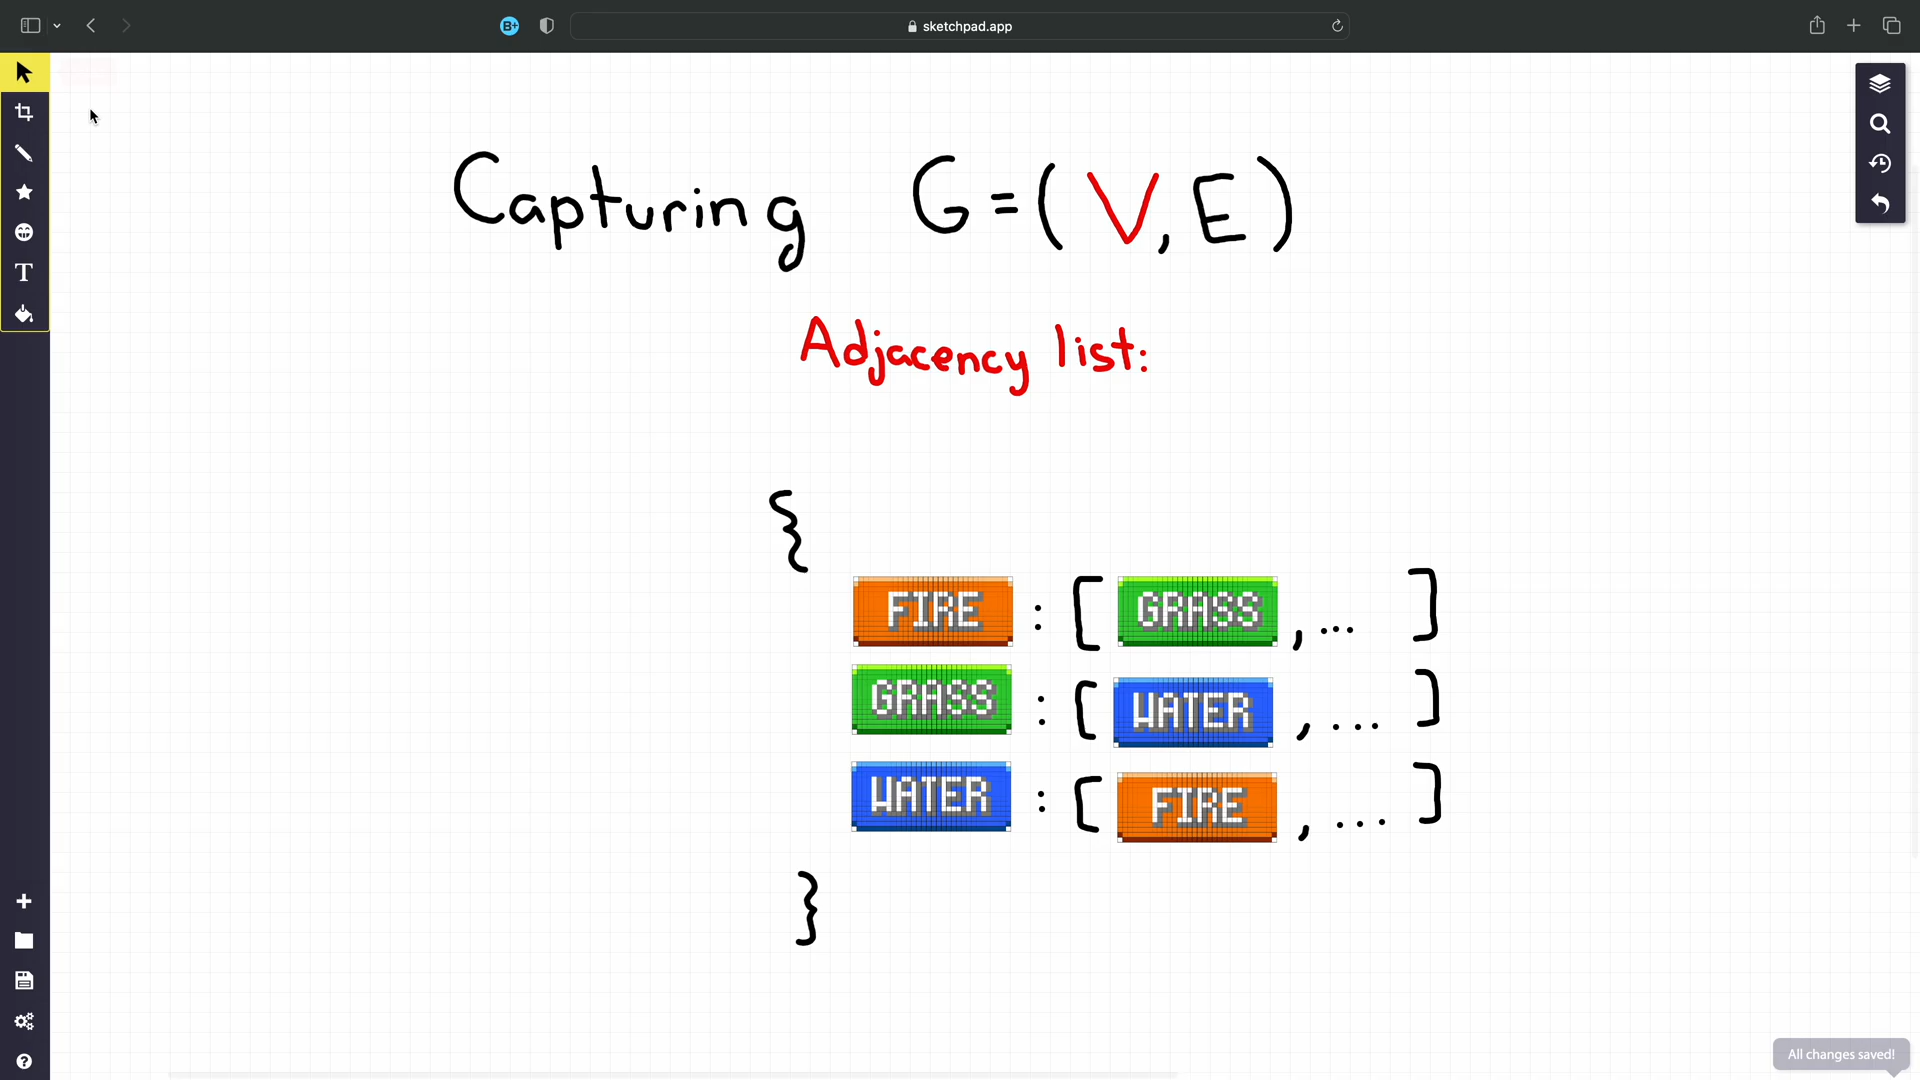 B+
sketchpad.app
Capturing G=(V,E)
Adjacency list:
{
FIRE : [ GRASS , ... ]
GRASS : [ WATER , ... ]
WATER : [ FIRE , ... ]
}
T
?
All changes saved!